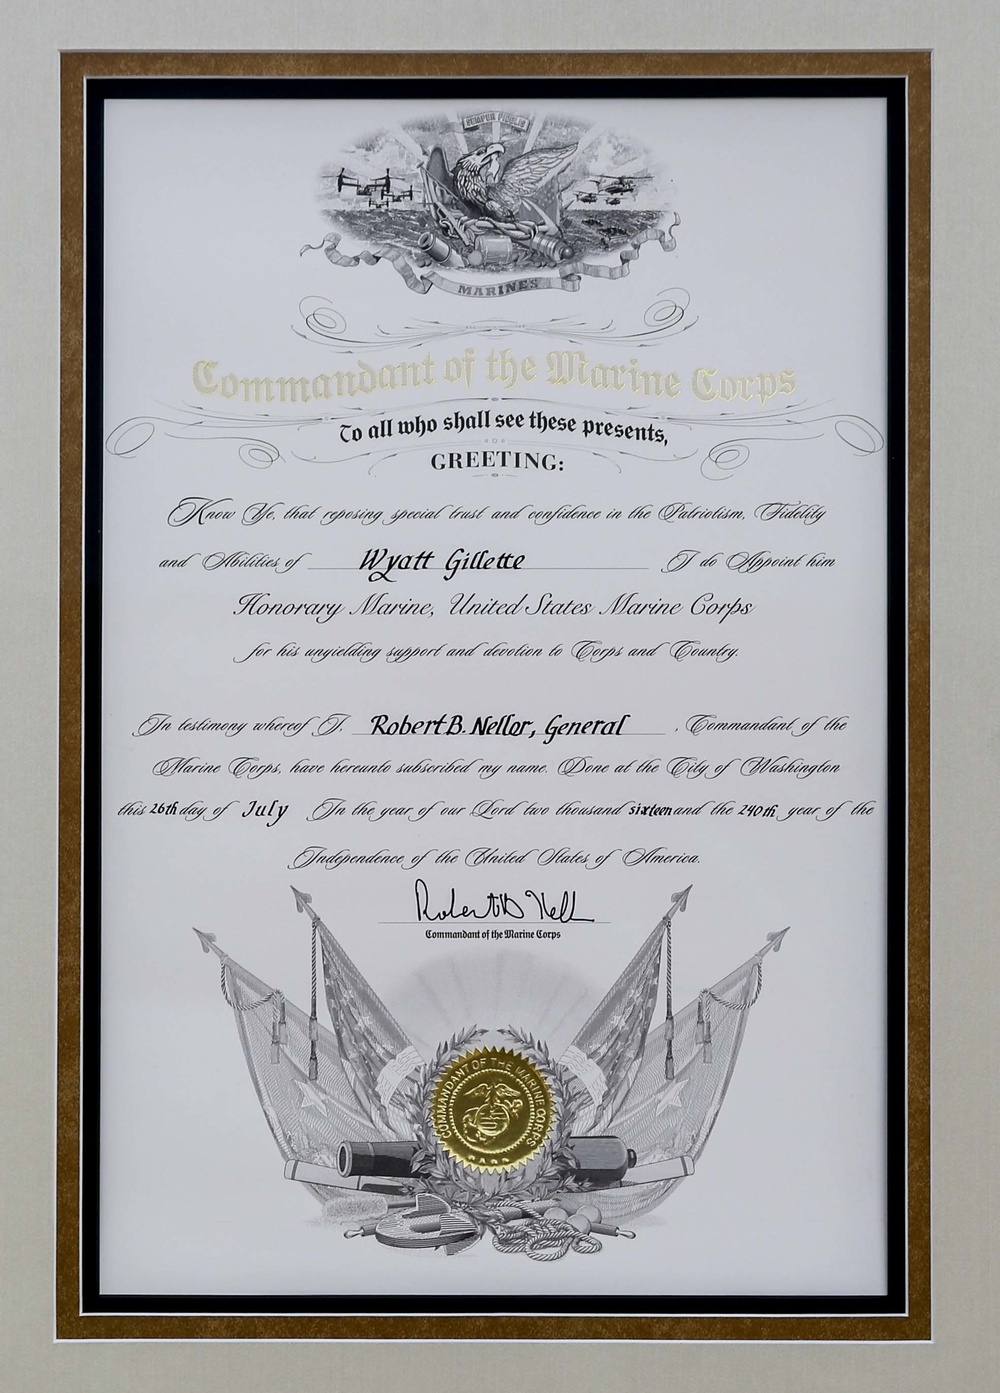 SEMPER FIDELIS
MARINES
Commandant of the Marine Corps
To all who shall see these presents,
GREETING:
Know Ye, that reposing special trust and confidence in the Patriotism, Fidelity
and Abilities of Wyatt Gillette I do Appoint him
Honorary Marine, United States Marine Corps
for his unyielding support and devotion to Corps and Country.
In testimony whereof I, Robert B. Neller, General , Commandant of the
Marine Corps, have hereunto subscribed my name. Done at the City of Washington
this 26th day of July In the year of our Lord two thousand sixteen and the 240th year of the
Independence of the United States of America.
Robert B Nell
Commandant of the Marine Corps
COMMANDANT OF THE MARINE CORPS